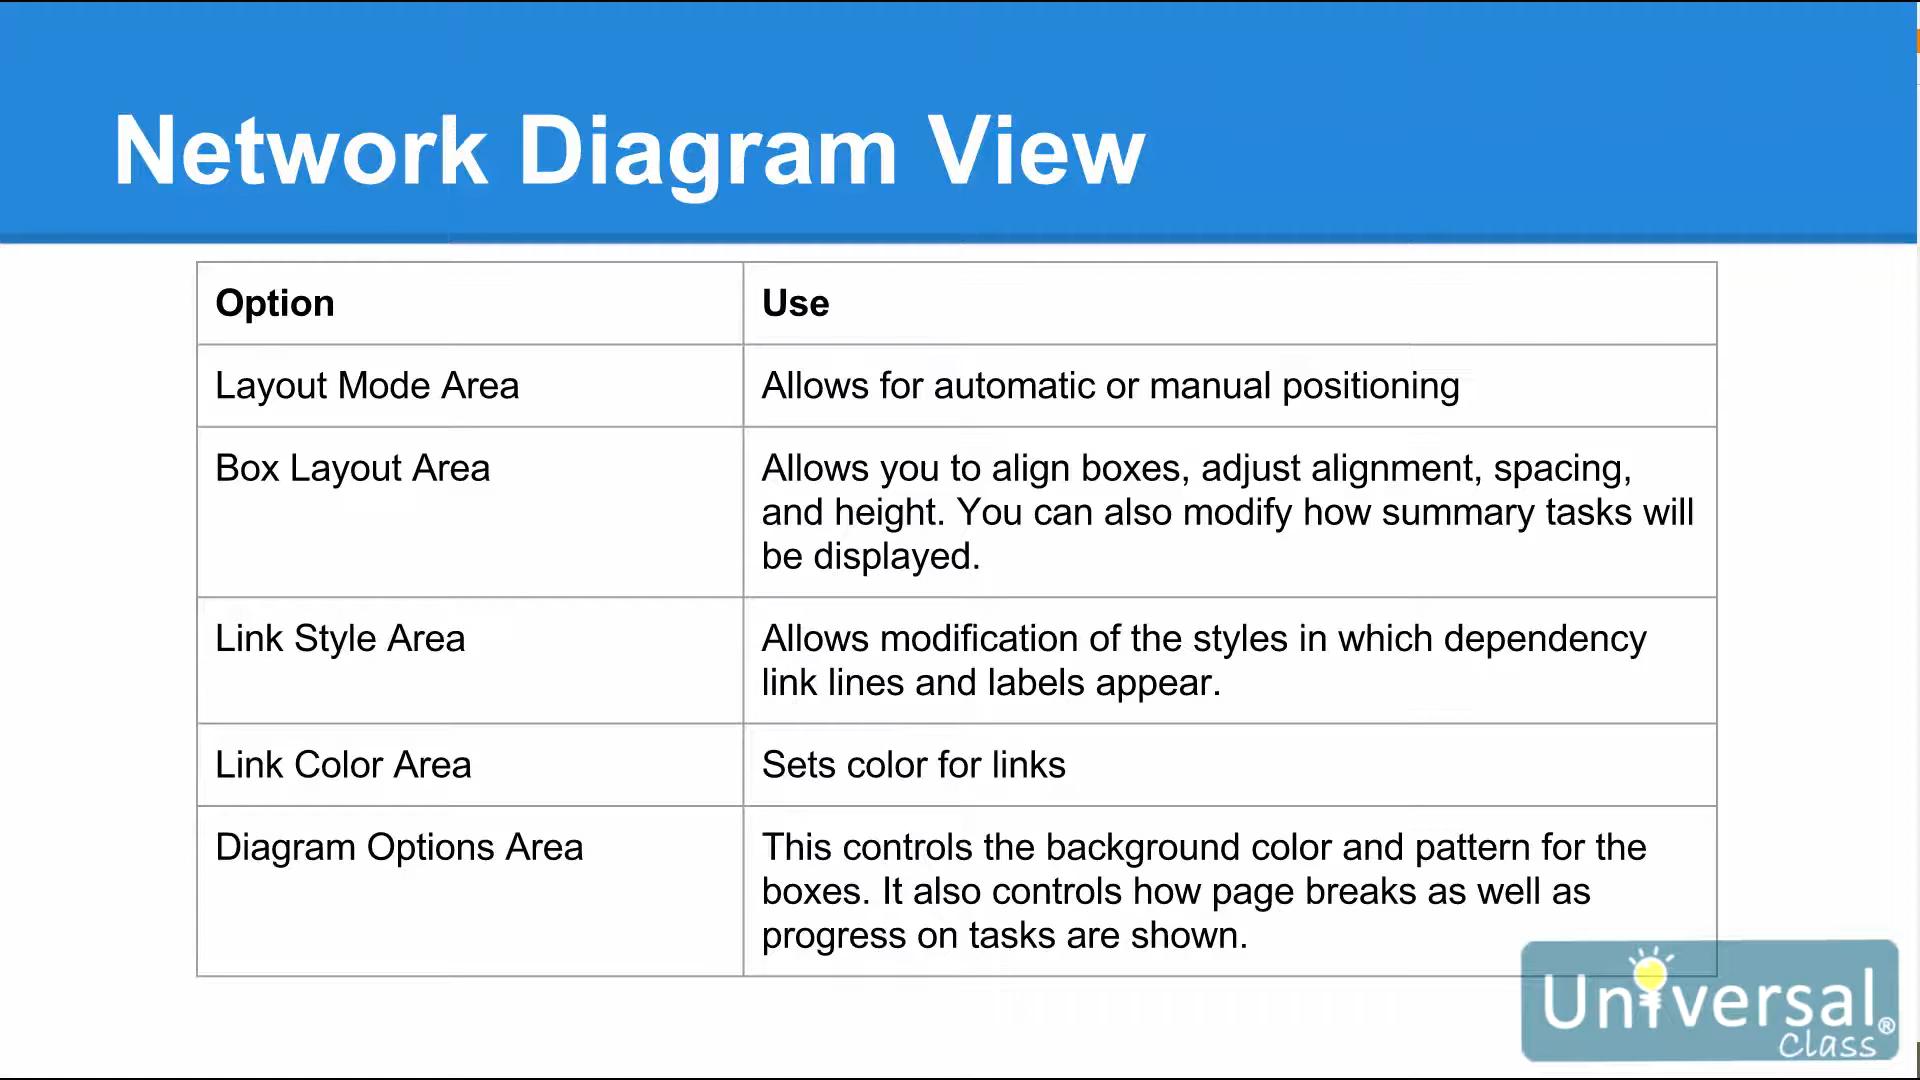 Network Diagram View
Option
Use
Layout Mode Area
Allows for automatic or manual positioning
Box Layout Area
Allows you to align boxes, adjust alignment, spacing,
and height. You can also modify how summary tasks will
be displayed.
Link Style Area
Allows modification of the styles in which dependency
link lines and labels appear.
Link Color Area
Sets color for links
Diagram Options Area
This controls the background color and pattern for the
boxes. It also controls how page breaks as well as
progress on tasks are shown.
Universal®
Class